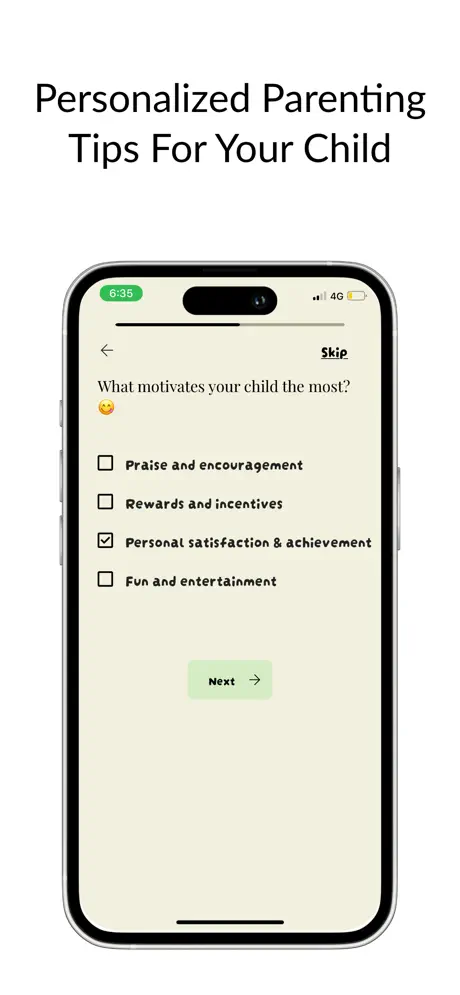 Personalized Parenting
Tips For Your Child
6:35
4G
Skip
What motivates your child the most?
😋
Praise and encouragement
Rewards and incentives
Personal satisfaction & achievement
Fun and entertainment
Next